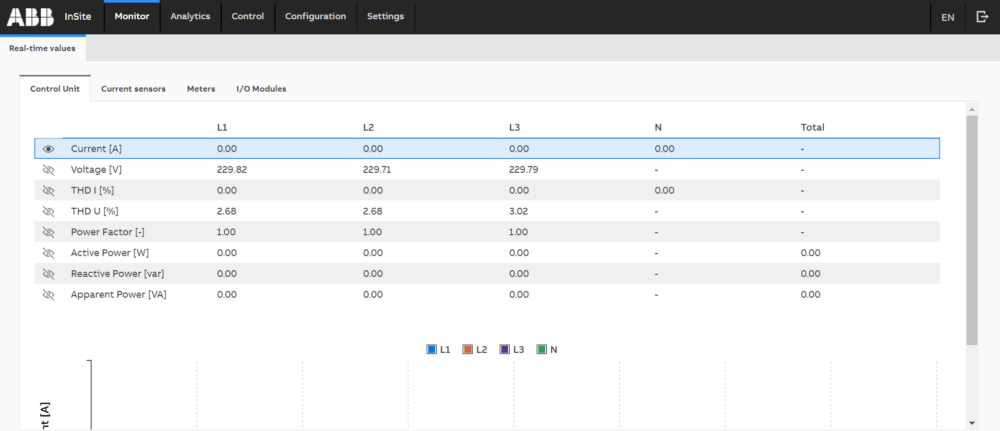 ABB InSite Monitor Analytics Control Configuration Settings EN
Real-time values
Control Unit Current sensors Meters I/O Modules
L1 L2 L3 N Total
Current [A] 0.00 0.00 0.00 0.00 -
Voltage [V] 229.82 229.71 229.79 - -
THD I [%] 0.00 0.00 0.00 0.00 -
THD U [%] 2.68 2.68 3.02 - -
Power Factor [-] 1.00 1.00 1.00 - -
Active Power [W] 0.00 0.00 0.00 - 0.00
Reactive Power [var] 0.00 0.00 0.00 - 0.00
Apparent Power [VA] 0.00 0.00 0.00 - 0.00
L1 L2 L3 N
nt [A]